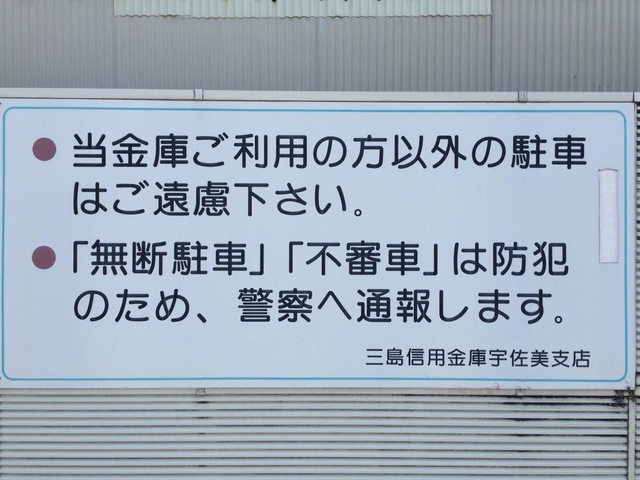 ●当金庫ご利用の方以外の駐車
はご遠慮下さい。
●「無断駐車」「不審車」は防犯
のため、警察へ通報します。
三島信用金庫宇佐美支店